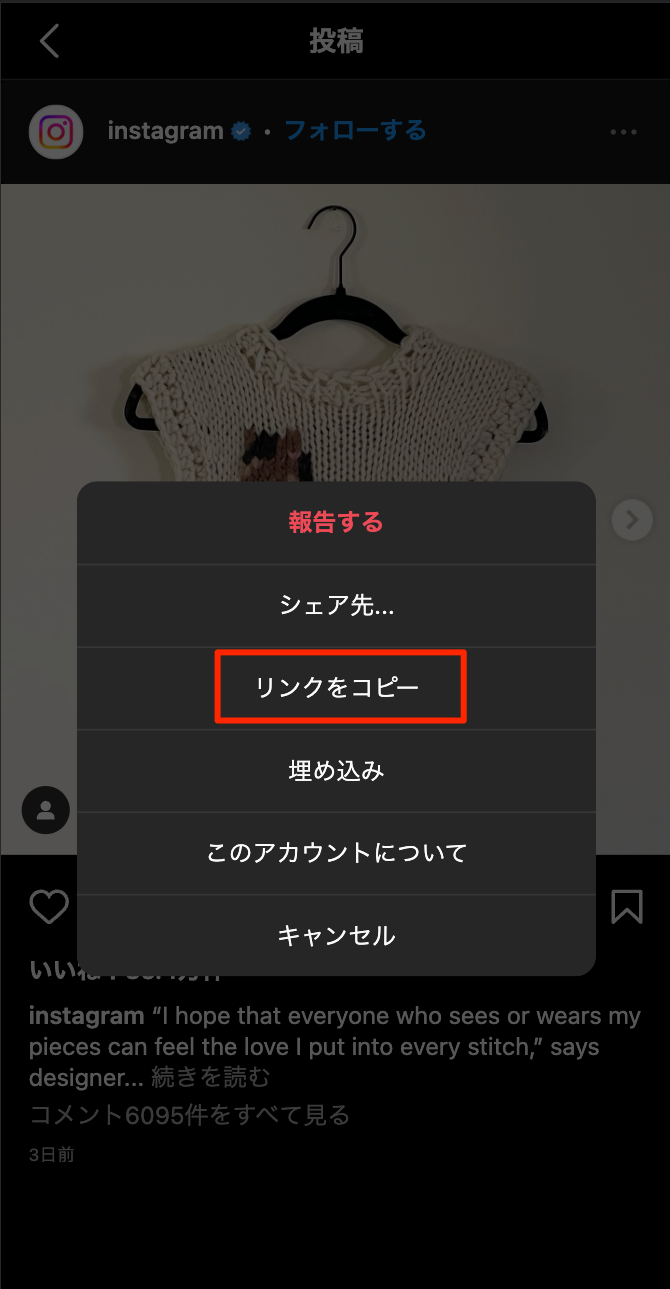 投稿
instagram • フォローする
報告する
シェア先...
リンクをコピー
埋め込み
このアカウントについて
キャンセル
instagram “I hope that everyone who sees or wears my
pieces can feel the love I put into every stitch,” says
designer... 続きを読む
コメント6095件をすべて見る
3日前